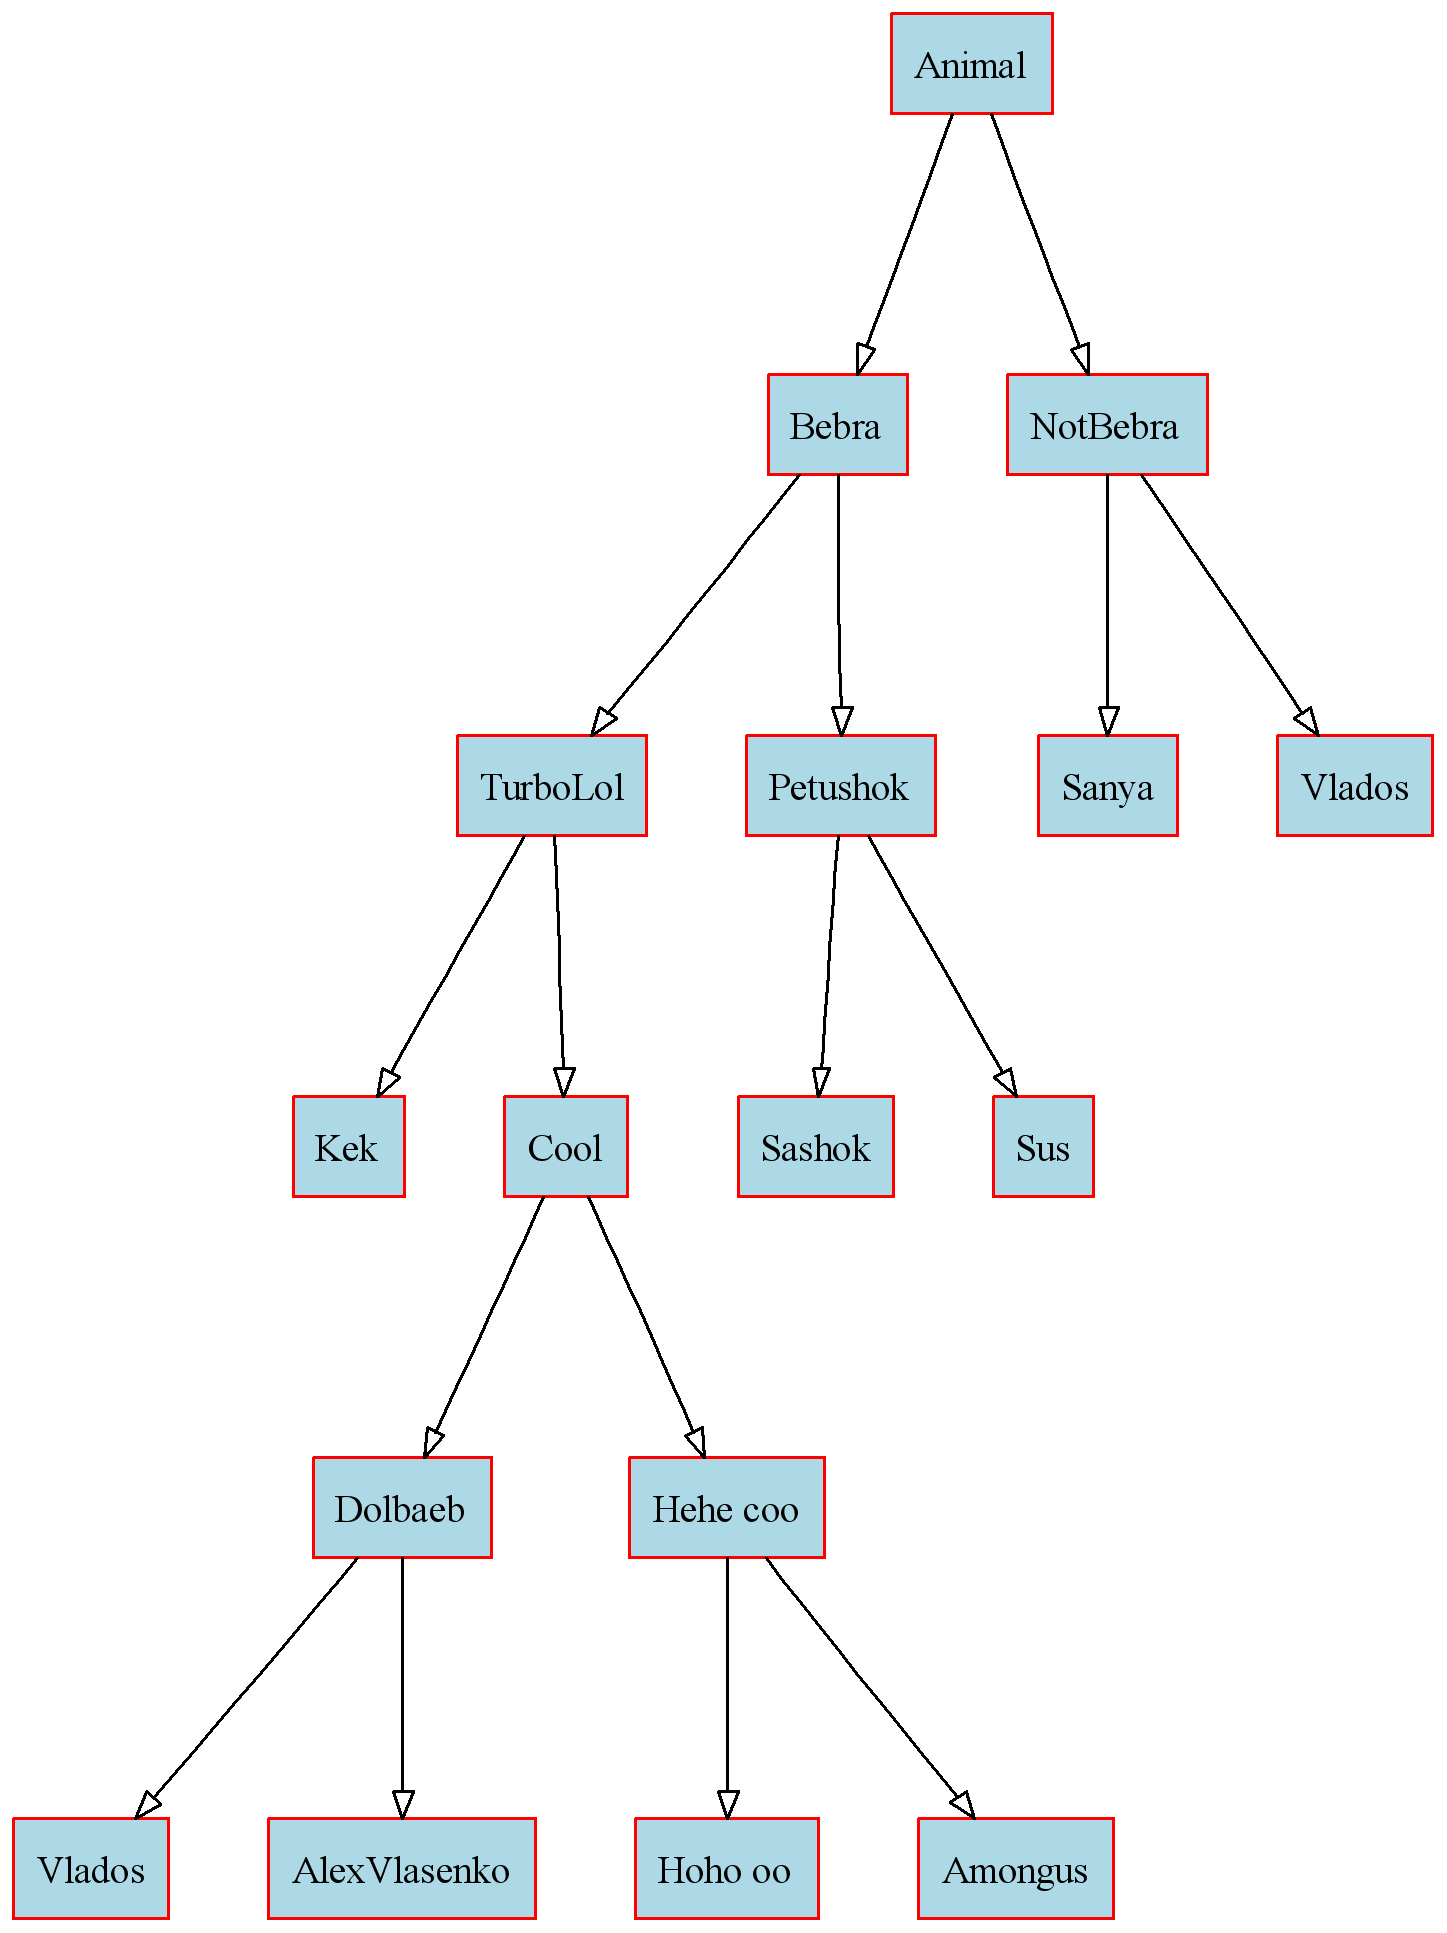 Animal
Bebra
NotBebra
TurboLol
Petushok
Sanya
Vlados
Kek
Cool
Sashok
Sus
Dolbaeb
Hehe coo
Vlados
AlexVlasenko
Hoho oo
Amongus